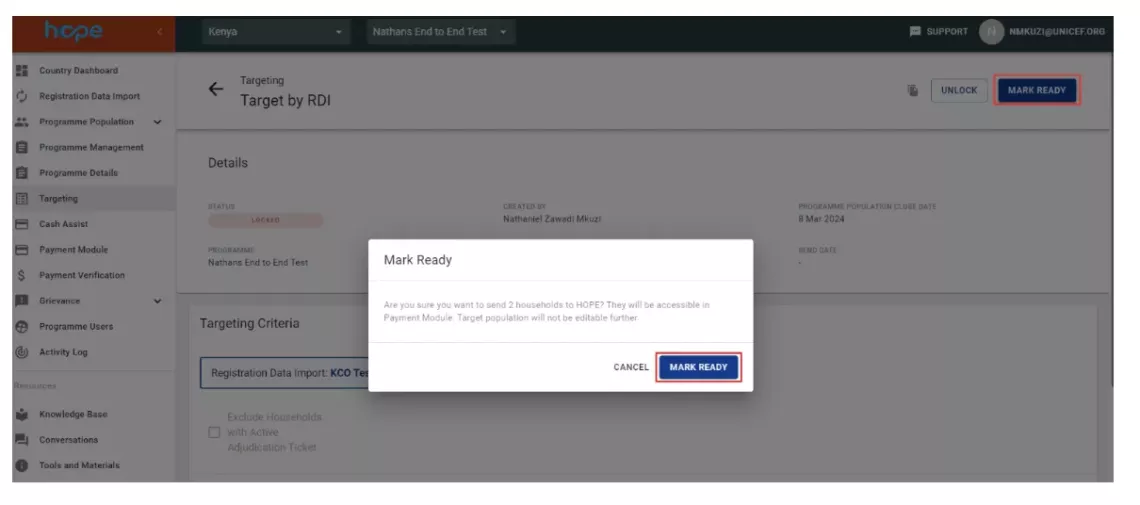 hope
Kenya
Nathans End to End Test
SUPPORT
NMKUZI@UNICEF.ORG
Country Dashboard
Registration Data Import
Programme Population
Programme Management
Programme Details
Targeting
Cash Assist
Payment Module
Payment Verification
Grievance
Programme Users
Activity Log
Resources
Knowledge Base
Conversations
Tools and Materials
Targeting
Target by RDI
UNLOCK
MARK READY
Details
STATUS
LOCKED
CREATED BY
Nathaniel Zawadi Mkuzi
PROGRAMME POPULATION CLOSE DATE
8 Mar 2024
PROGRAMME
Nathans End to End Test
SEND DATE
-
Mark Ready
Are you sure you want to send 2 households to HOPE? They will be accessible in
Payment Module. Target population will not be editable further.
CANCEL
MARK READY
Targeting Criteria
Registration Data Import: KCO Tes
Exclude Households
with Active
Adjudication Ticket